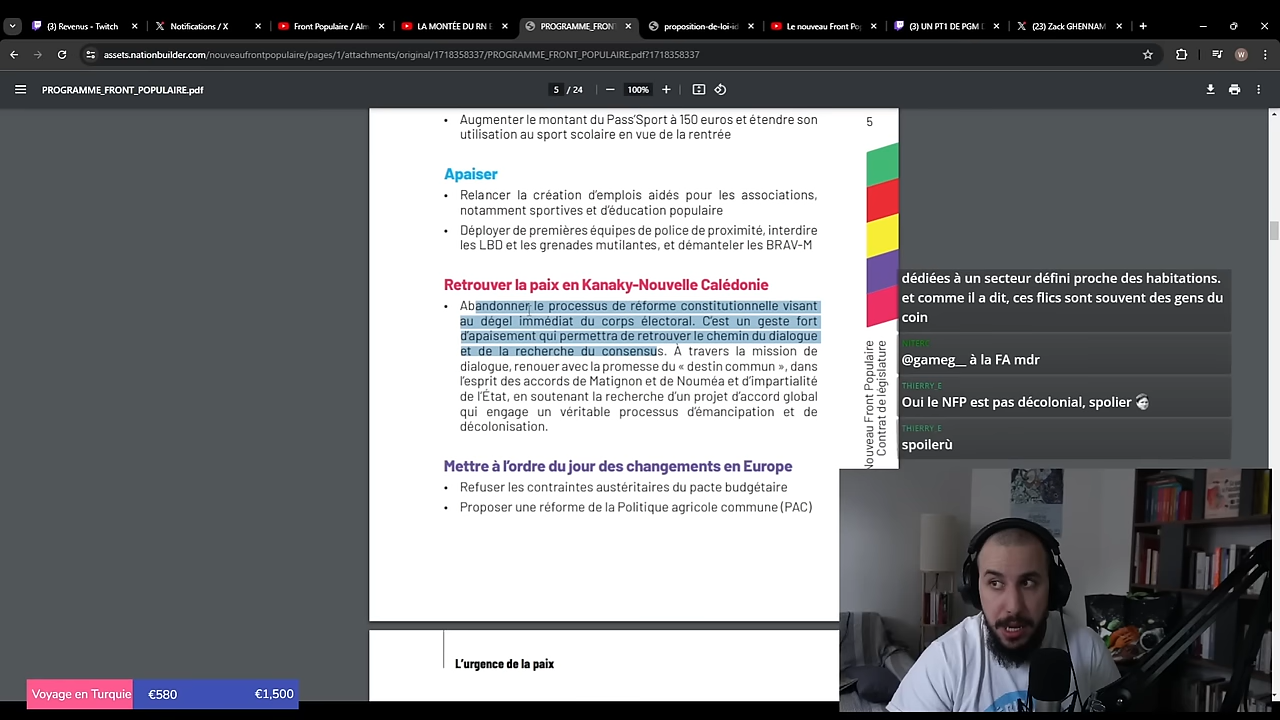 (3) Revenus - Twitch
Notifications / X
Front Populaire / Alm
LA MONTÉE DU RN E
PROGRAMME_FRONT
proposition-de-loi-id
Le nouveau Front Pop
(3) UN PT1 DE PGM D
(23) Zack GHENNAM
assets.nationbuilder.com/nouveaufrontpopulaire/pages/1/attachments/original/1718358337/PROGRAMME_FRONT_POPULAIRE.pdf?1718358337
W
PROGRAMME_FRONT_POPULAIRE.pdf
5 / 24
100%
• Augmenter le montant du Pass'Sport à 150 euros et étendre son
utilisation au sport scolaire en vue de la rentrée
5
Apaiser
• Relancer la création d'emplois aidés pour les associations,
notamment sportives et d'éducation populaire
• Déployer de premières équipes de police de proximité, interdire
les LBD et les grenades mutilantes, et démanteler les BRAV-M
Retrouver la paix en Kanaky-Nouvelle Calédonie
• Abandonner le processus de réforme constitutionnelle visant
au dégel immédiat du corps électoral. C'est un geste fort
d'apaisement qui permettra de retrouver le chemin du dialogue
et de la recherche du consensus. À travers la mission de
dialogue, renouer avec la promesse du « destin commun », dans
l'esprit des accords de Matignon et de Nouméa et d'impartialité
de l'État, en soutenant la recherche d'un projet d'accord global
qui engage un véritable processus d'émancipation et de
décolonisation.
Mettre à l'ordre du jour des changements en Europe
• Refuser les contraintes austéritaires du pacte budgétaire
• Proposer une réforme de la Politique agricole commune (PAC)
Nouveau Front Populaire
Contrat de législature
L'urgence de la paix
dédiées à un secteur défini proche des habitations.
et comme il a dit, ces flics sont souvent des gens du
coin
@gameg__ à la FA mdr
THIERRY_E
Oui le NFP est pas décolonial, spolier
THIERRY_E
spoilerù
Voyage en Turquie
€580
€1,500